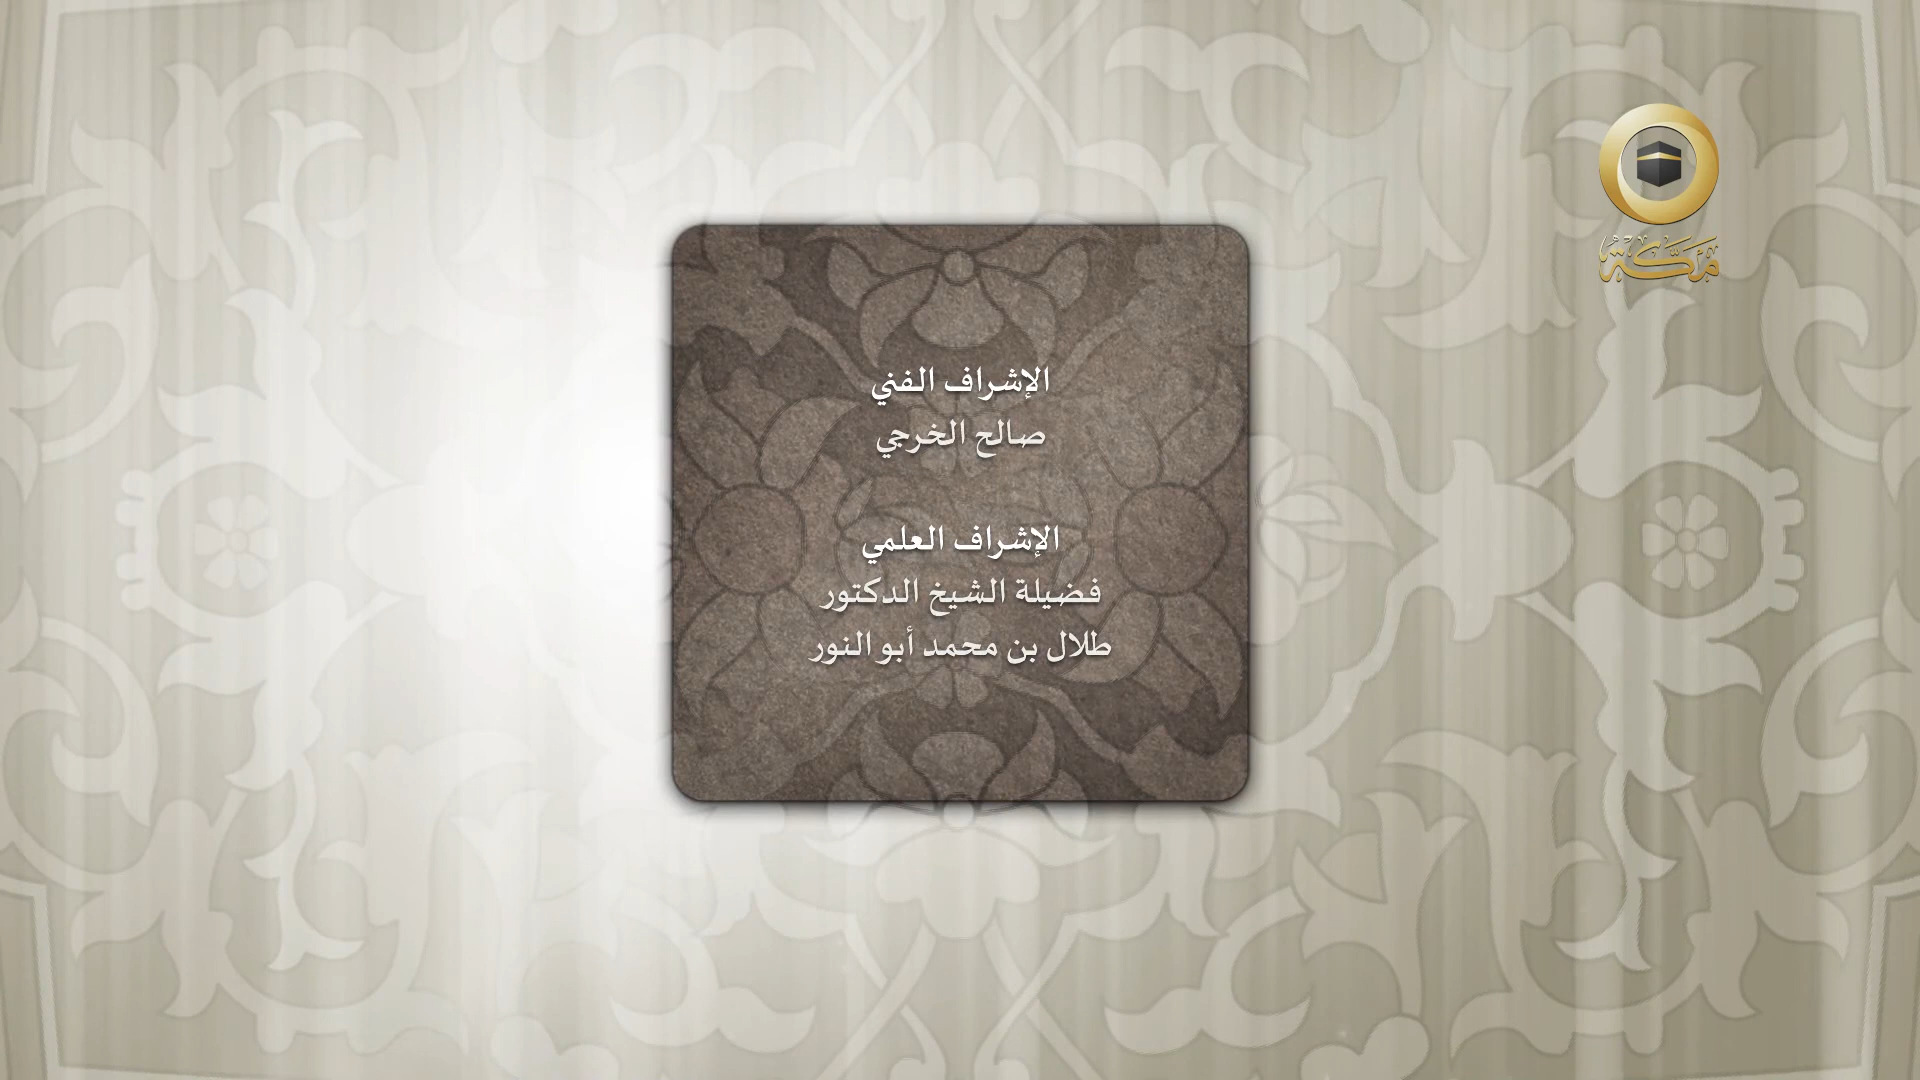 مكة
الإشراف الفني
صالح الخرجي
الإشراف العلمي
فضيلة الشيخ الدكتور
طلال بن محمد أبو النور